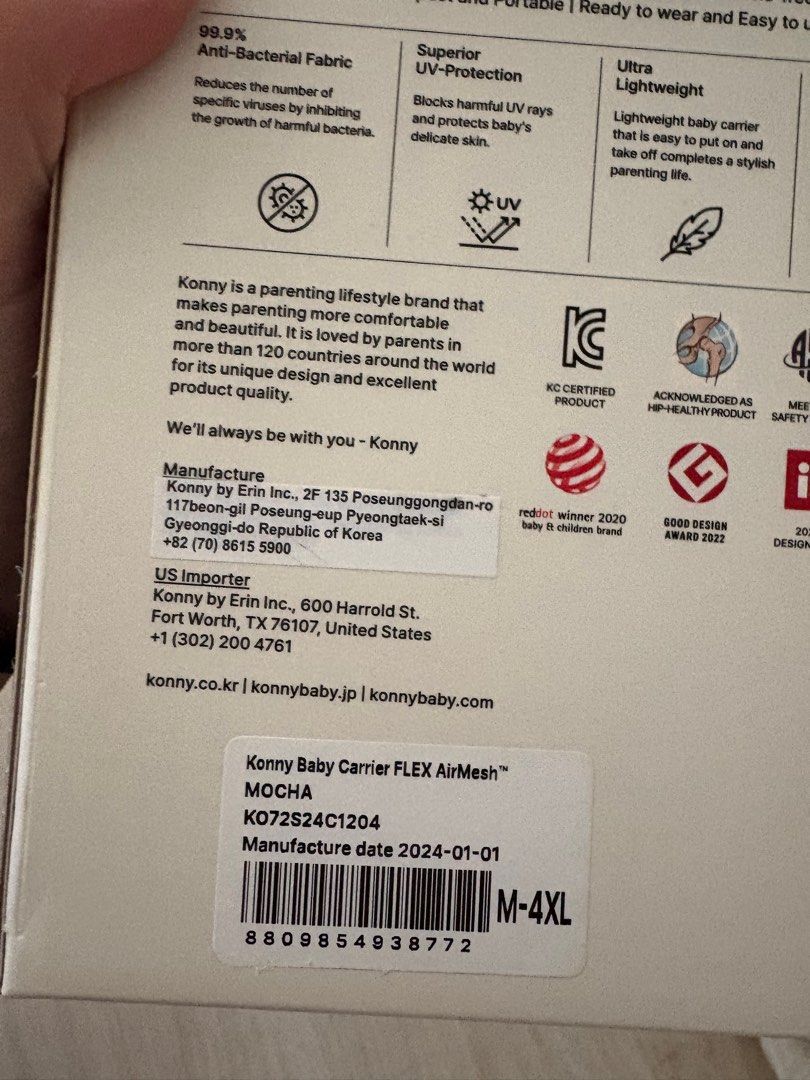 Portable | Ready to wear and Easy to
99.9%
Anti-Bacterial Fabric
Reduces the number of
specific viruses by inhibiting
the growth of harmful bacteria.
Superior
UV-Protection
Blocks harmful UV rays
and protects baby's
delicate skin.
UV
Ultra
Lightweight
Lightweight baby carrier
that is easy to put on and
take off completes a stylish
parenting life.
Konny is a parenting lifestyle brand that
makes parenting more comfortable
and beautiful. It is loved by parents in
more than 120 countries around the world
for its unique design and excellent
product quality.
We'll always be with you - Konny
KC CERTIFIED
PRODUCT
ACKNOWLEDGED AS
HIP-HEALTHY PRODUCT
SAFETY
reddot winner 2020
baby & children brand
GOOD DESIGN
AWARD 2022
DESIGN
Manufacture
Konny by Erin Inc., 2F 135 Poseunggongdan-ro
117beon-gil Poseung-eup Pyeongtaek-si
Gyeonggi-do Republic of Korea
+82 (70) 8615 5900
US Importer
Konny by Erin Inc., 600 Harrold St.
Fort Worth, TX 76107, United States
+1 (302) 200 4761
konny.co.kr | konnybaby.jp | konnybaby.com
Konny Baby Carrier FLEX AirMesh™
MOCHA
KO72S24C1204
Manufacture date 2024-01-01
M-4XL
8809854938772